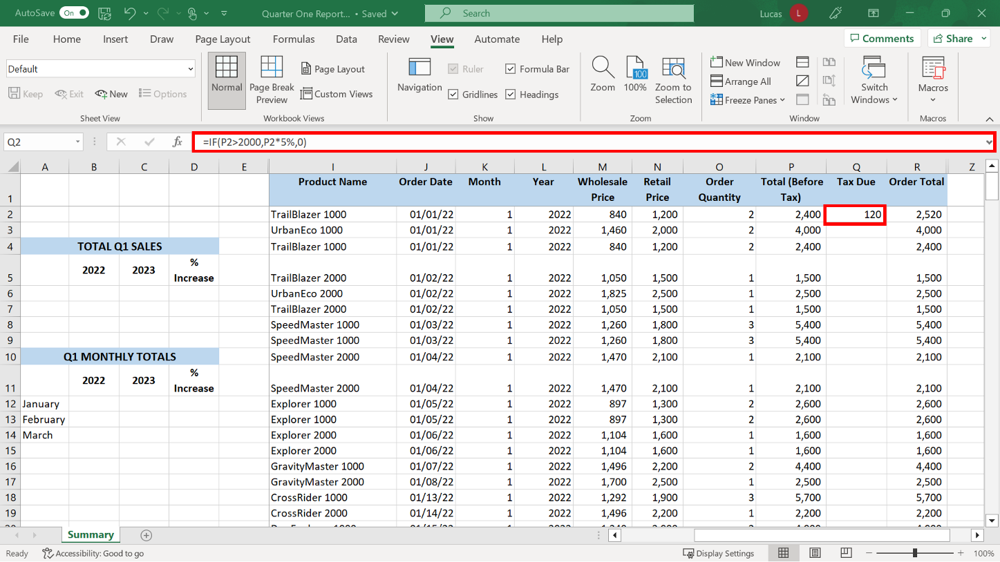 AutoSave On Quarter One Report... • Saved Search Lucas L
File Home Insert Draw Page Layout Formulas Data Review View Automate Help Comments Share
Default
Keep Exit New Options
Sheet View
Normal
Page Break
Preview
Page Layout
Custom Views
Workbook Views
Navigation
Ruler Formula Bar
Gridlines Headings
Show
Zoom
100
100%
Zoom to
Selection
Zoom
New Window
Arrange All
Freeze Panes
Switch
Windows
Window
Macros
Macros
Q2 fx =IF(P2>2000,P2*5%,0)
A B C D E I J K L M N O P Q R Z
1 Product Name Order Date Month Year Wholesale Price Retail Price Order Quantity Total (Before Tax) Tax Due Order Total
2 TrailBlazer 1000 01/01/22 1 2022 840 1,200 2 2,400 120 2,520
3 UrbanEco 1000 01/01/22 1 2022 1,460 2,000 2 4,000 4,000
4 TOTAL Q1 SALES TrailBlazer 1000 01/01/22 1 2022 840 1,200 2 2,400 2,400
5 2022 2023 % Increase TrailBlazer 2000 01/02/22 1 2022 1,050 1,500 1 1,500 1,500
6 UrbanEco 2000 01/02/22 1 2022 1,825 2,500 1 2,500 2,500
7 TrailBlazer 2000 01/02/22 1 2022 1,050 1,500 1 1,500 1,500
8 SpeedMaster 1000 01/03/22 1 2022 1,260 1,800 3 5,400 5,400
9 SpeedMaster 1000 01/03/22 1 2022 1,260 1,800 3 5,400 5,400
10 Q1 MONTHLY TOTALS SpeedMaster 2000 01/04/22 1 2022 1,470 2,100 1 2,100 2,100
11 2022 2023 % Increase SpeedMaster 2000 01/04/22 1 2022 1,470 2,100 1 2,100 2,100
12 January Explorer 1000 01/05/22 1 2022 897 1,300 2 2,600 2,600
13 February Explorer 1000 01/05/22 1 2022 897 1,300 2 2,600 2,600
14 March Explorer 2000 01/06/22 1 2022 1,104 1,600 1 1,600 1,600
15 Explorer 2000 01/06/22 1 2022 1,104 1,600 1 1,600 1,600
16 GravityMaster 1000 01/07/22 1 2022 1,496 2,200 2 4,400 4,400
17 GravityMaster 2000 01/08/22 1 2022 1,700 2,500 1 2,500 2,500
18 CrossRider 1000 01/13/22 1 2022 1,292 1,900 3 5,700 5,700
19 CrossRider 2000 01/14/22 1 2022 1,496 2,200 1 2,200 2,200
Summary
Ready Accessibility: Good to go Display Settings 100%